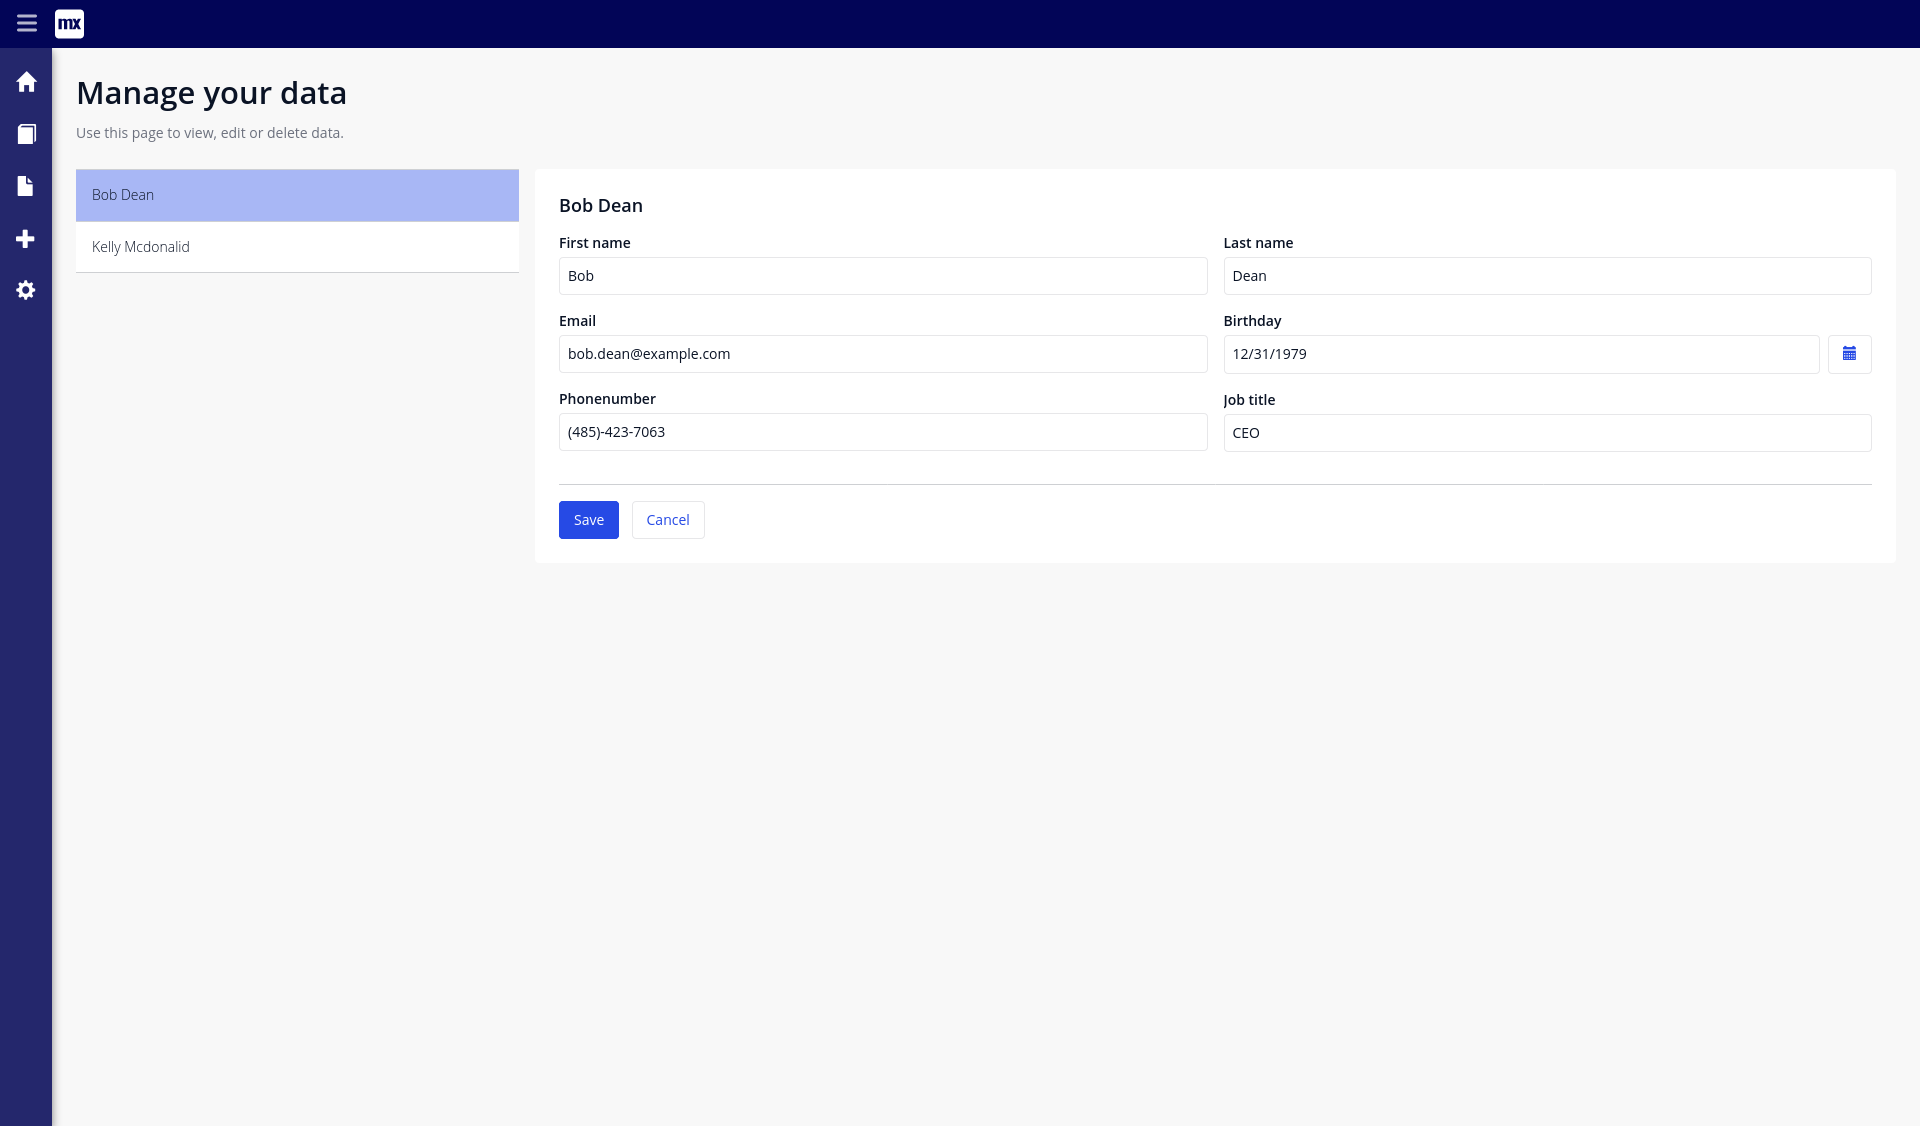 mx
Manage your data
Use this page to view, edit or delete data.
Bob Dean
Kelly Mcdonalid
Bob Dean
First name
Last name
Bob
Dean
Email
Birthday
bob.dean@example.com
12/31/1979
Phonenumber
Job title
(485)-423-7063
CEO
Save
Cancel